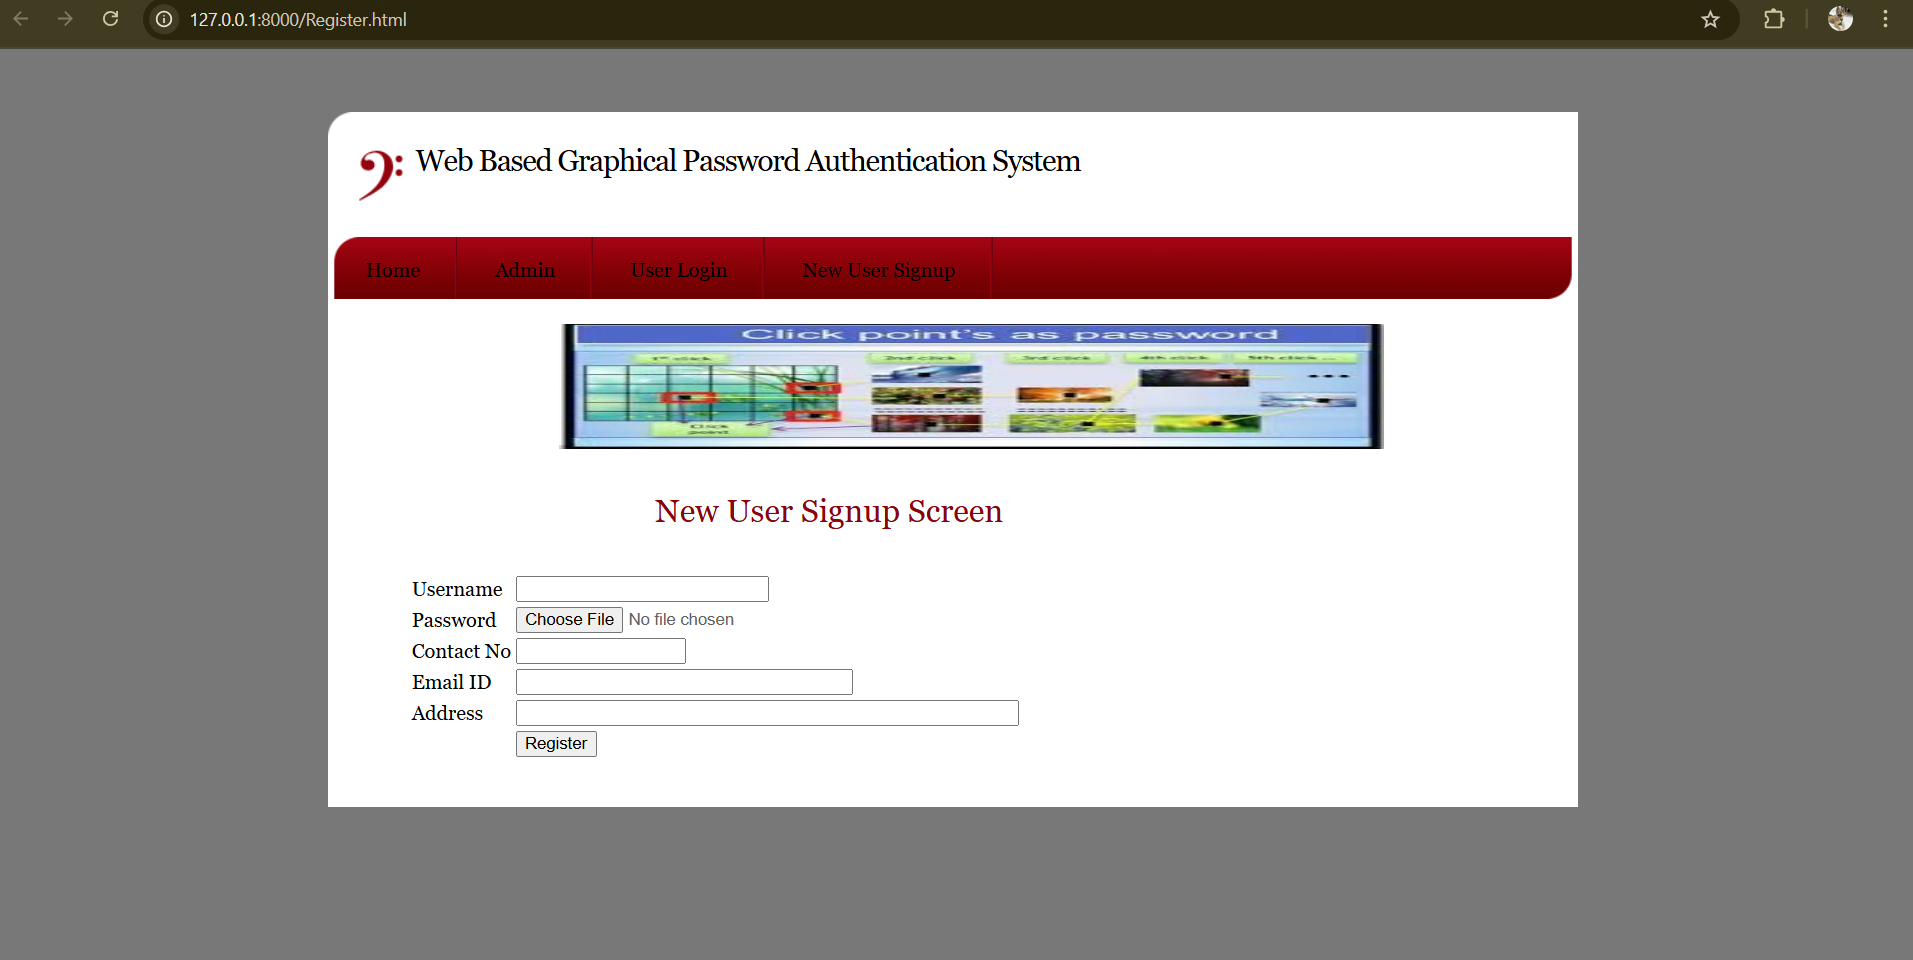 127.0.0.1:8000/Register.html
Web Based Graphical Password Authentication System
Home Admin User Login New User Signup
Click point's as password
1st click 2nd click 3rd click 4th click 5th click ...
Click
point
New User Signup Screen
Username
Password Choose File No file chosen
Contact No
Email ID
Address
Register